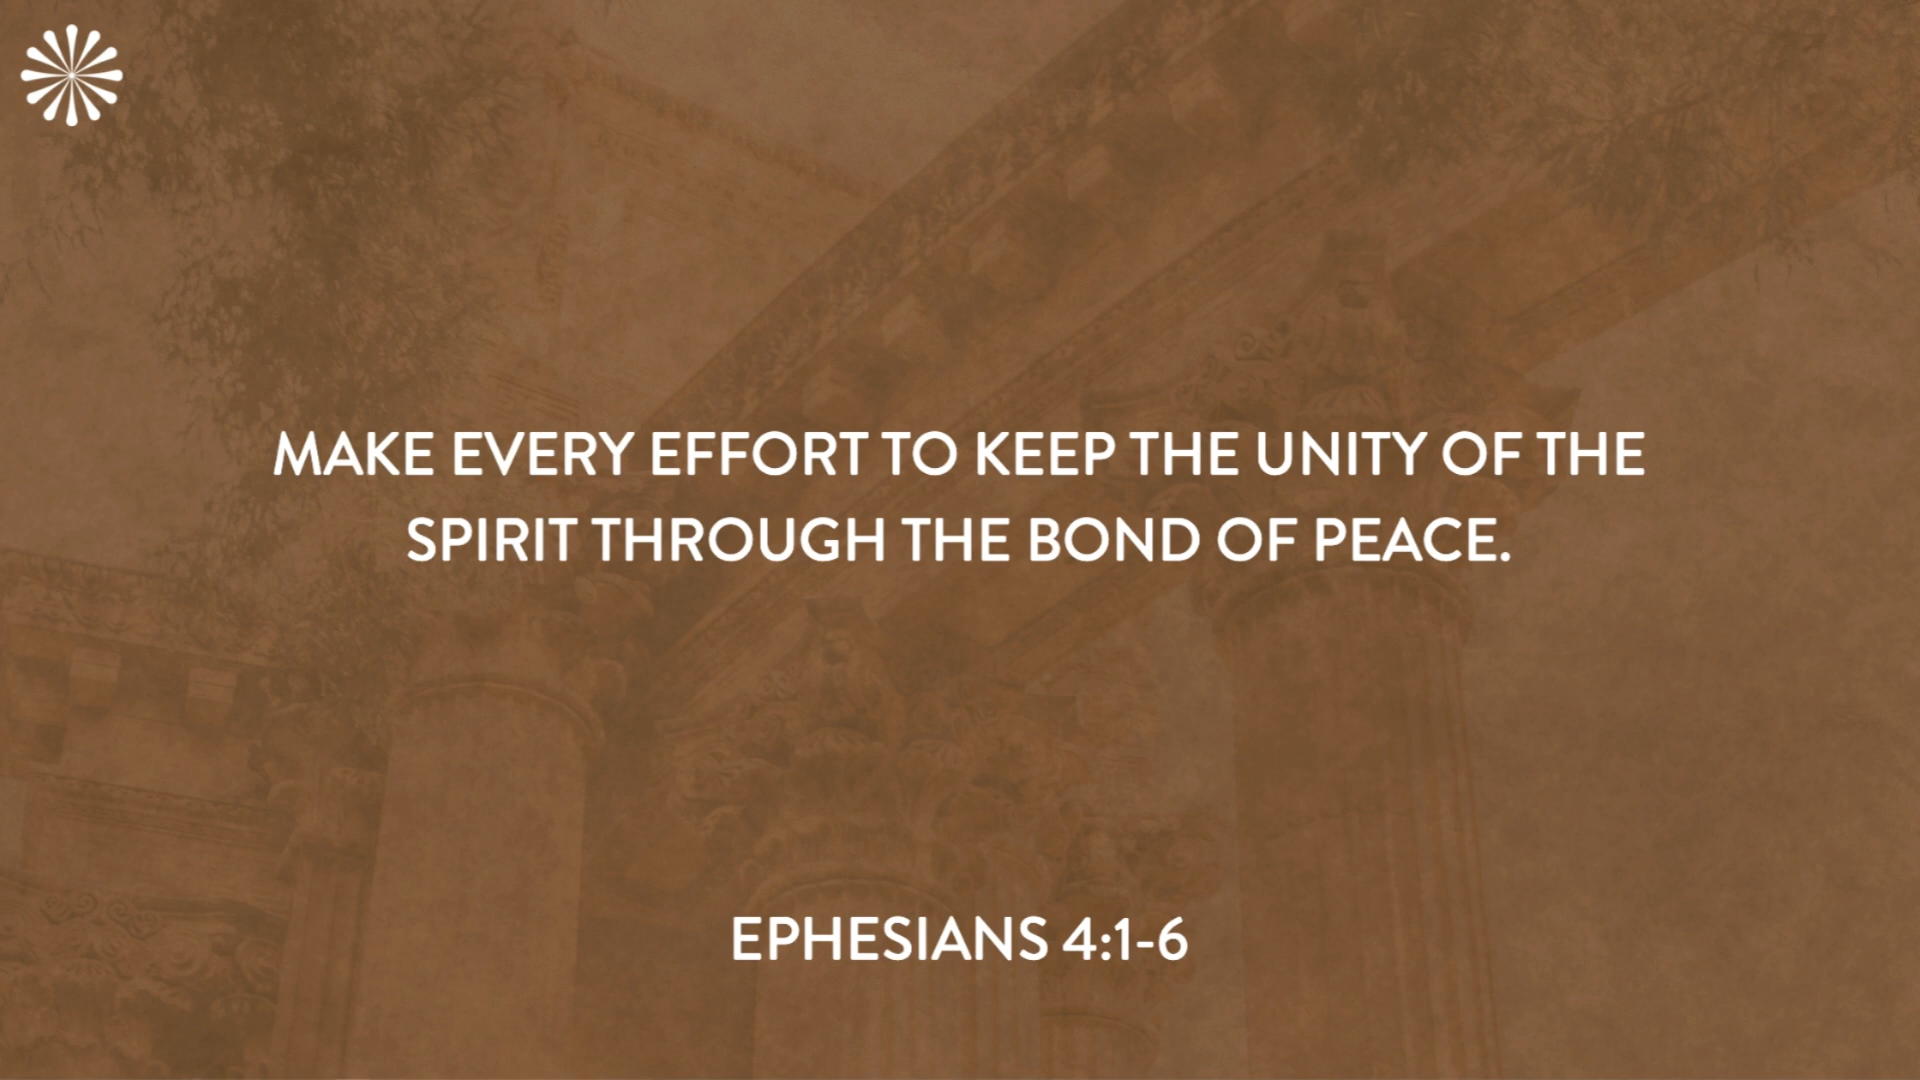 MAKE EVERY EFFORT TO KEEP THE UNITY OF THE
SPIRIT THROUGH THE BOND OF PEACE.
EPHESIANS 4:1-6